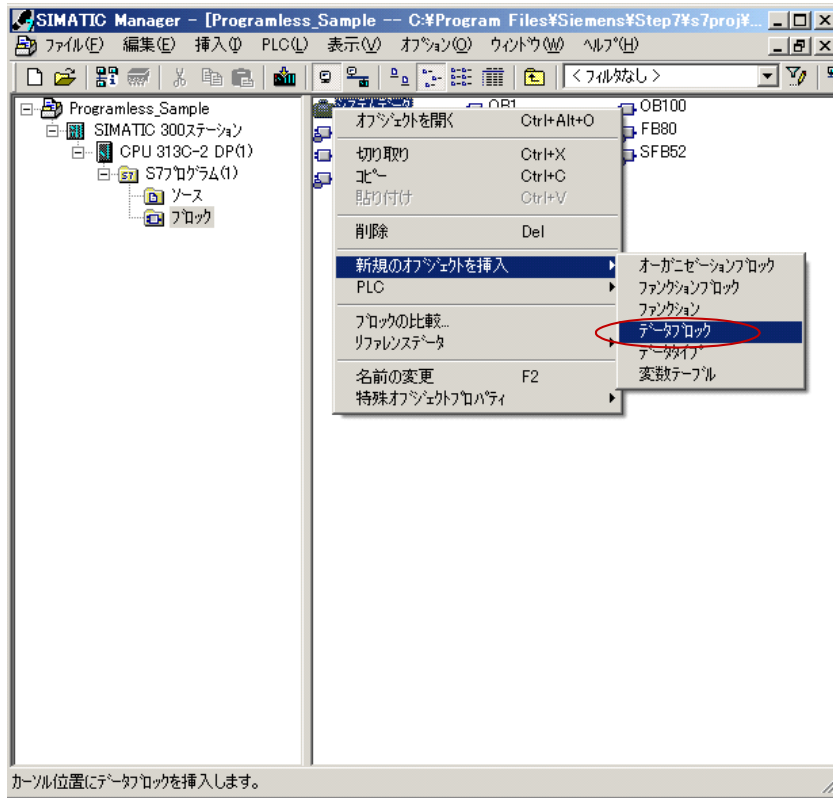 SIMATIC Manager - [Programless_Sample -- C:¥Program Files¥Siemens¥Step7¥s7proj¥...
ファイル(F) 編集(E) 挿入(I) PLC(L) 表示(V) オプション(O) ウィンドウ(W) ヘルプ(H)
< フィルタなし >
Programless_Sample
SIMATIC 300ステーション
CPU 313C-2 DP(1)
S7プログラム(1)
ソース
ブロック
システムデータ OB1 OB100
FB80
SFB52
オブジェクトを開く Ctrl+Alt+O
切り取り Ctrl+X
コピー Ctrl+C
貼り付け Ctrl+V
削除 Del
新規のオブジェクトを挿入
PLC
ブロックの比較...
リファレンスデータ
名前の変更 F2
特殊オブジェクトプロパティ
オーガニゼーションブロック
ファンクションブロック
ファンクション
データブロック
データタイプ
変数テーブル
カーソル位置にデータブロックを挿入します。